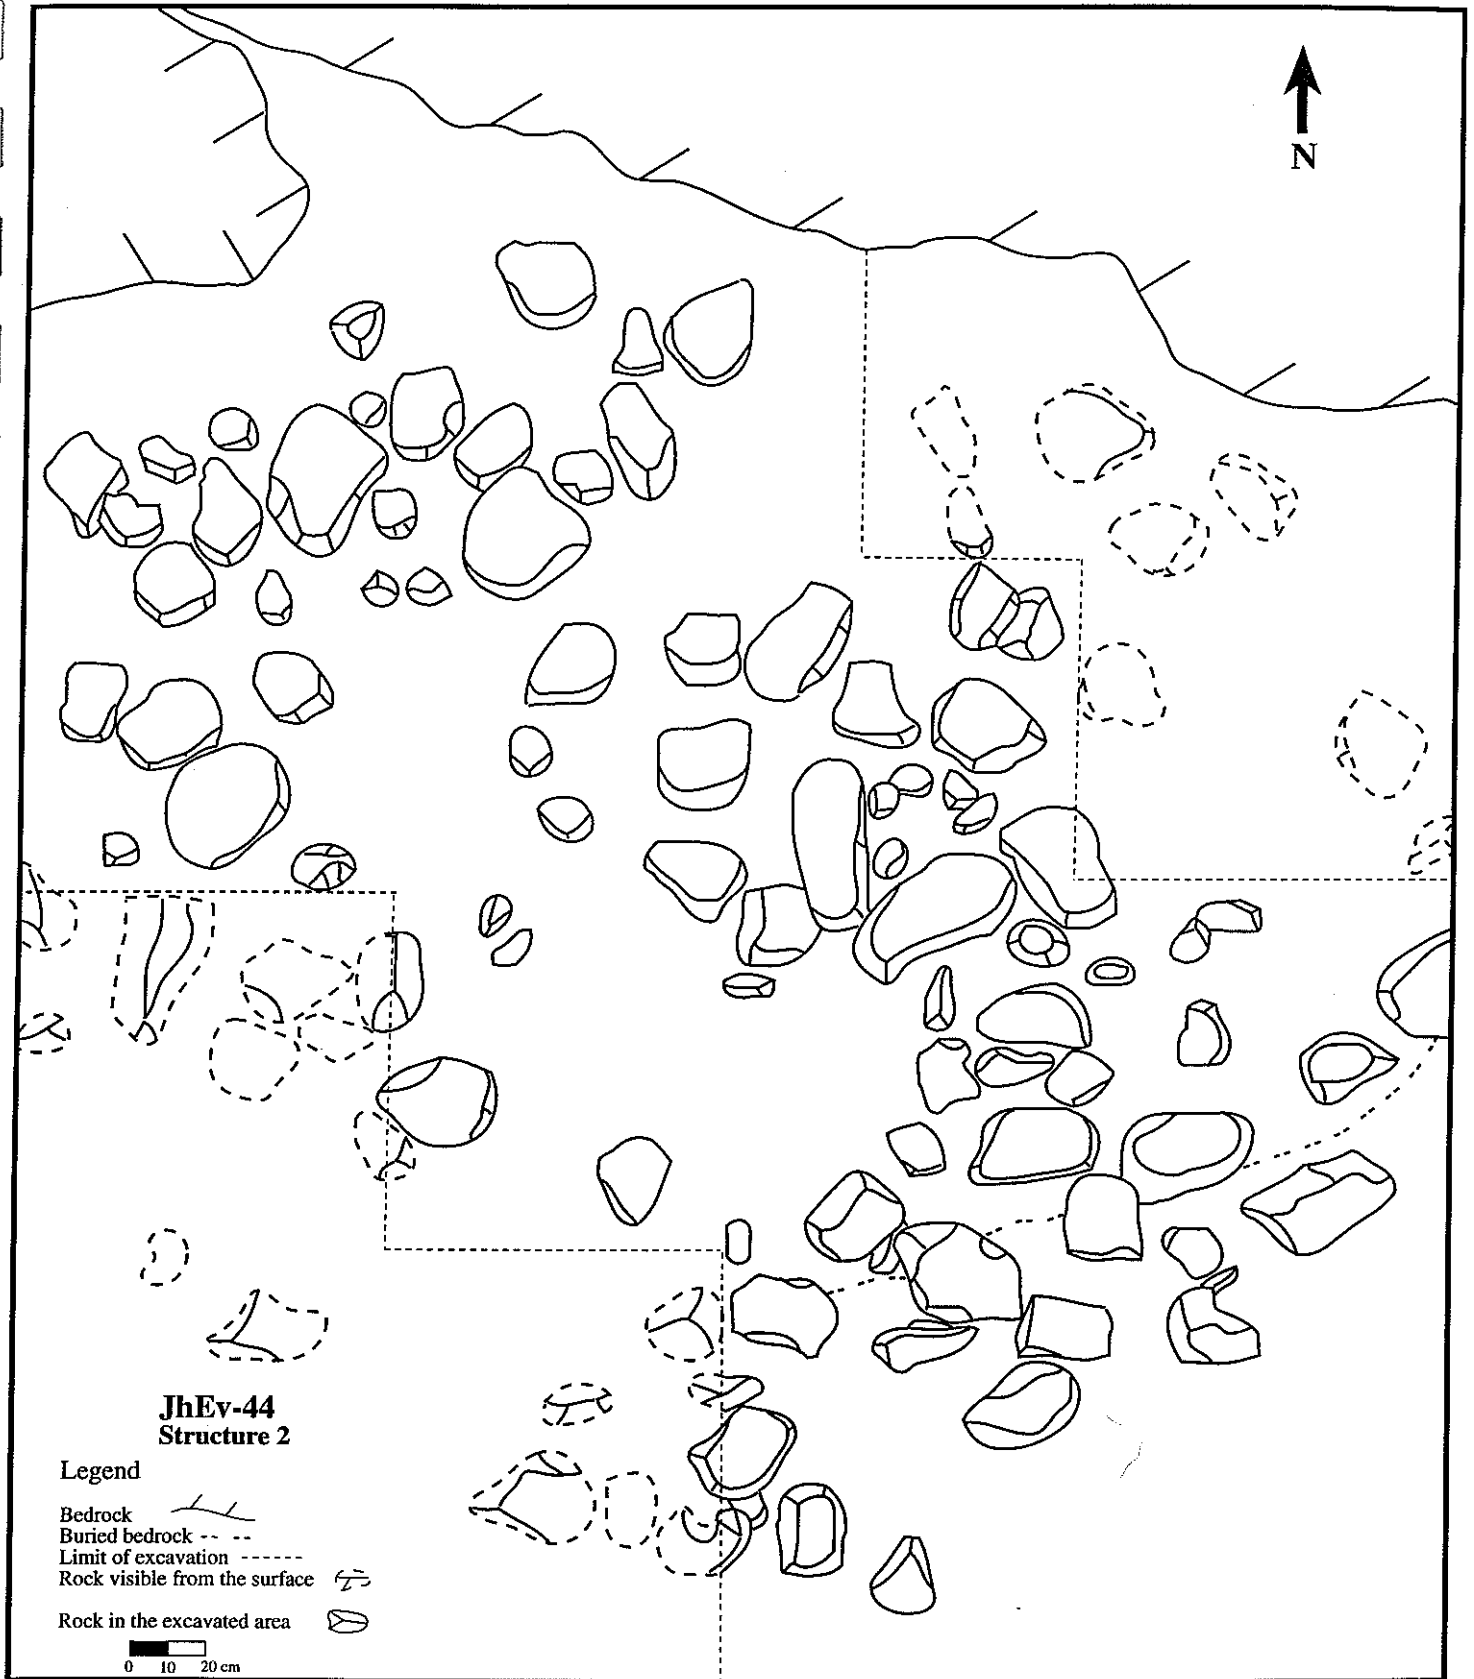 N
JhEv-44
Structure 2
Legend
Bedrock
Buried bedrock
Limit of excavation
Rock visible from the surface
Rock in the excavated area
0 10 20 cm